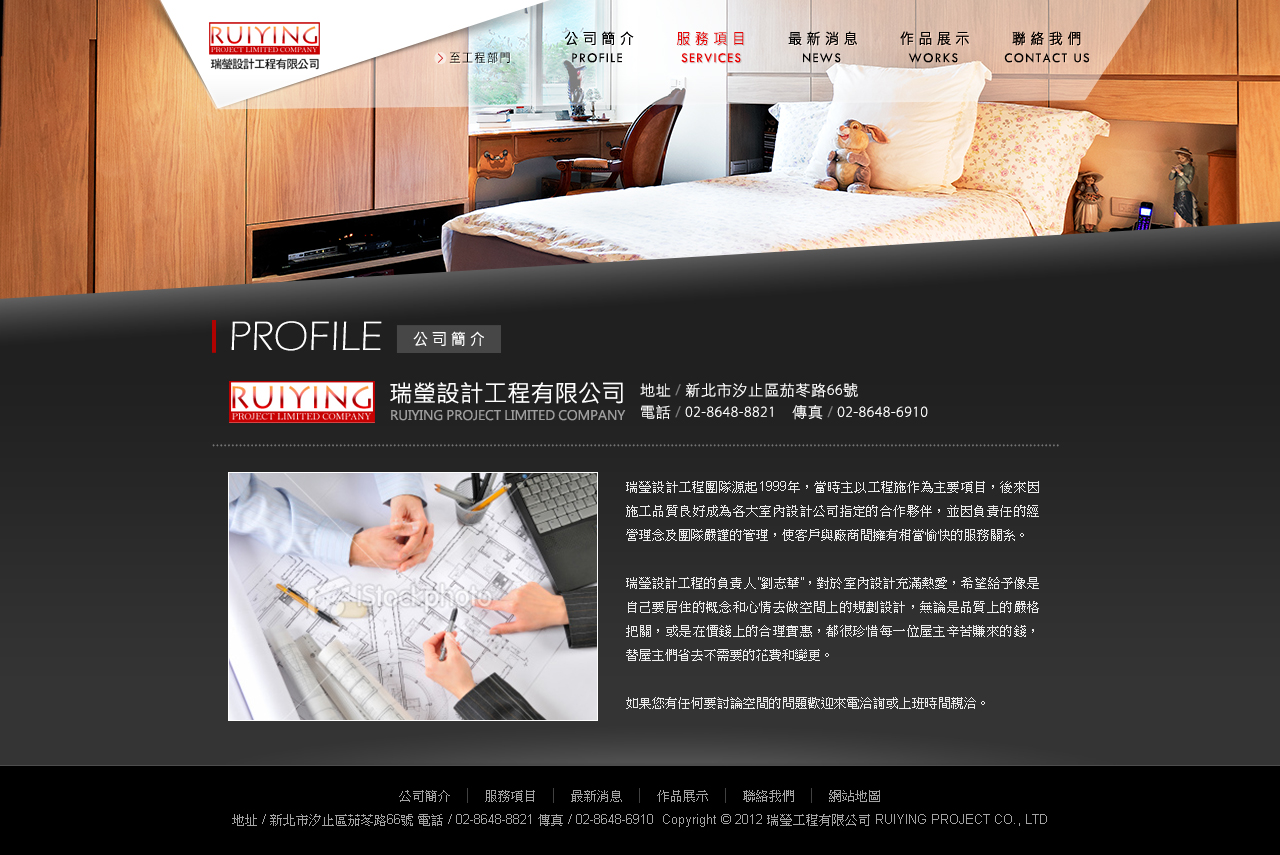 RUIYING
PROJECT LIMITED COMPANY
瑞瑩設計工程有限公司
至工程部門
公司簡介
PROFILE
服務項目
SERVICES
最新消息
NEWS
作品展示
WORKS
聯絡我們
CONTACT US
PROFILE 公司簡介
RUIYING
PROJECT LIMITED COMPANY
瑞瑩設計工程有限公司
RUIYING PROJECT LIMITED COMPANY
地址 / 新北市汐止區茄苳路66號
電話 / 02-8648-8821 傳真 / 02-8648-6910
iStockphoto
瑞瑩設計工程團隊源起1999年，當時主以工程施作為主要項目，後來因
施工品質良好成為各大室內設計公司指定的合作夥伴，並因負責任的經
營理念及團隊嚴謹的管理，使客戶與廠商間擁有相當愉快的服務關系。
瑞瑩設計工程的負責人"劉志華"，對於室內設計充滿熱愛，希望給予像是
自己要居住的概念和心情去做空間上的規劃設計，無論是品質上的嚴格
把關，或是在價錢上的合理實惠，都很珍惜每一位屋主辛苦賺來的錢，
替屋主們省去不需要的花費和變更。
如果您有任何要討論空間的問題歡迎來電洽詢或上班時間親洽。
公司簡介 服務項目 最新消息 作品展示 聯絡我們 網站地圖
地址 / 新北市汐止區茄苳路66號 電話 / 02-8648-8821 傳真 / 02-8648-6910 Copyright © 2012 瑞瑩工程有限公司 RUIYING PROJECT CO., LTD